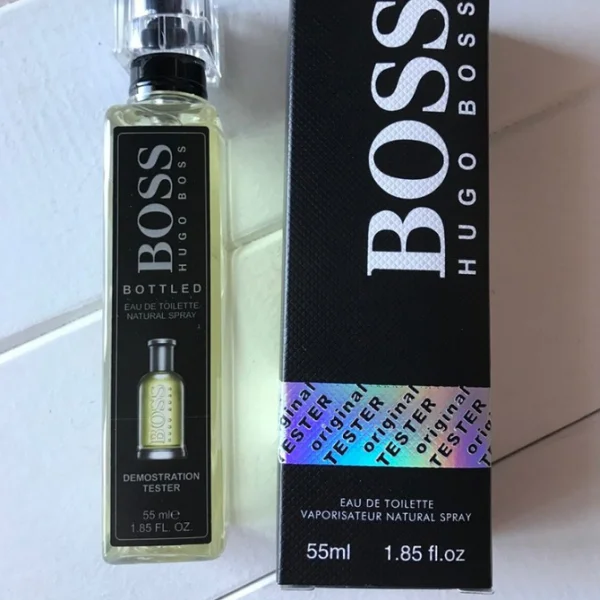 BOSS
HUGO BOSS
BOTTLED
EAU DE TOILETTE
NATURAL SPRAY
BOSS
HUGO BOSS
DEMOSTRATION
TESTER
55 ml℮
1.85 FL. OZ
BOSS
HUGO BOSS
original
TESTER
original
TESTER
original
TESTER
original
TESTER
EAU DE TOILETTE
VAPORISATEUR NATURAL SPRAY
55ml 1.85 fl.oz